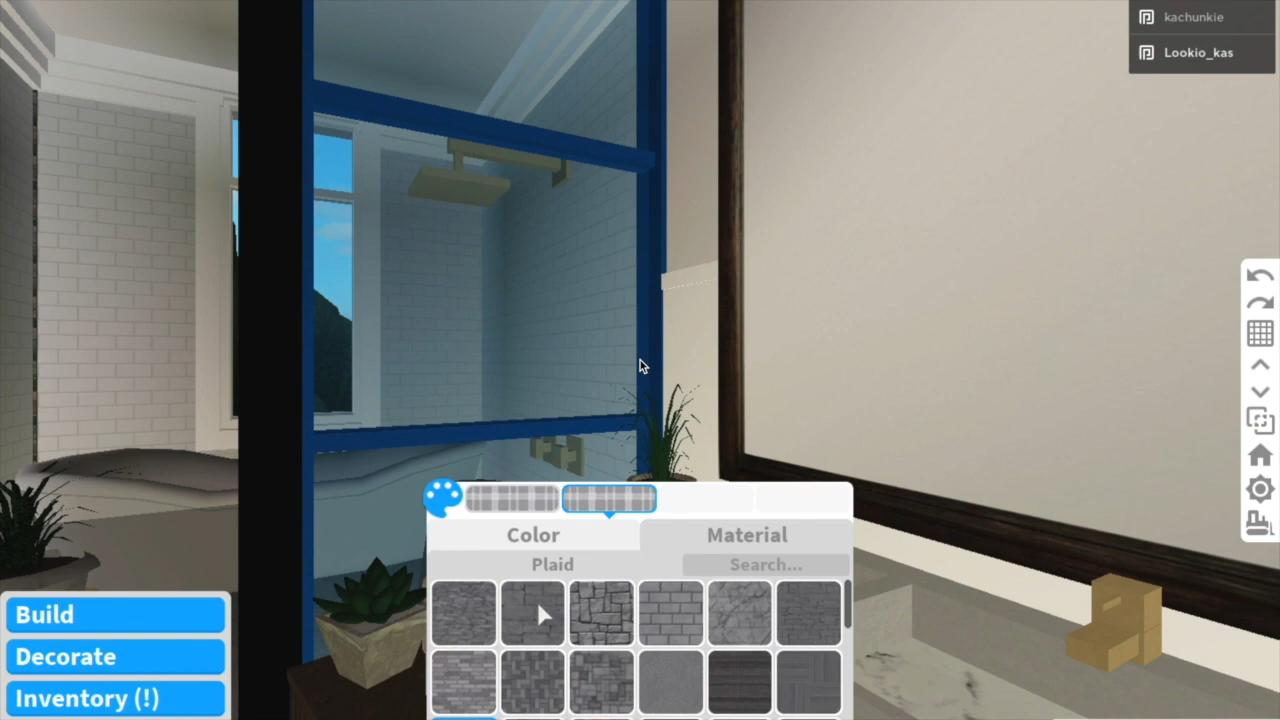 kachunkie
Lookio_kas
Color
Material
Plaid
Search...
Build
Decorate
Inventory (!)